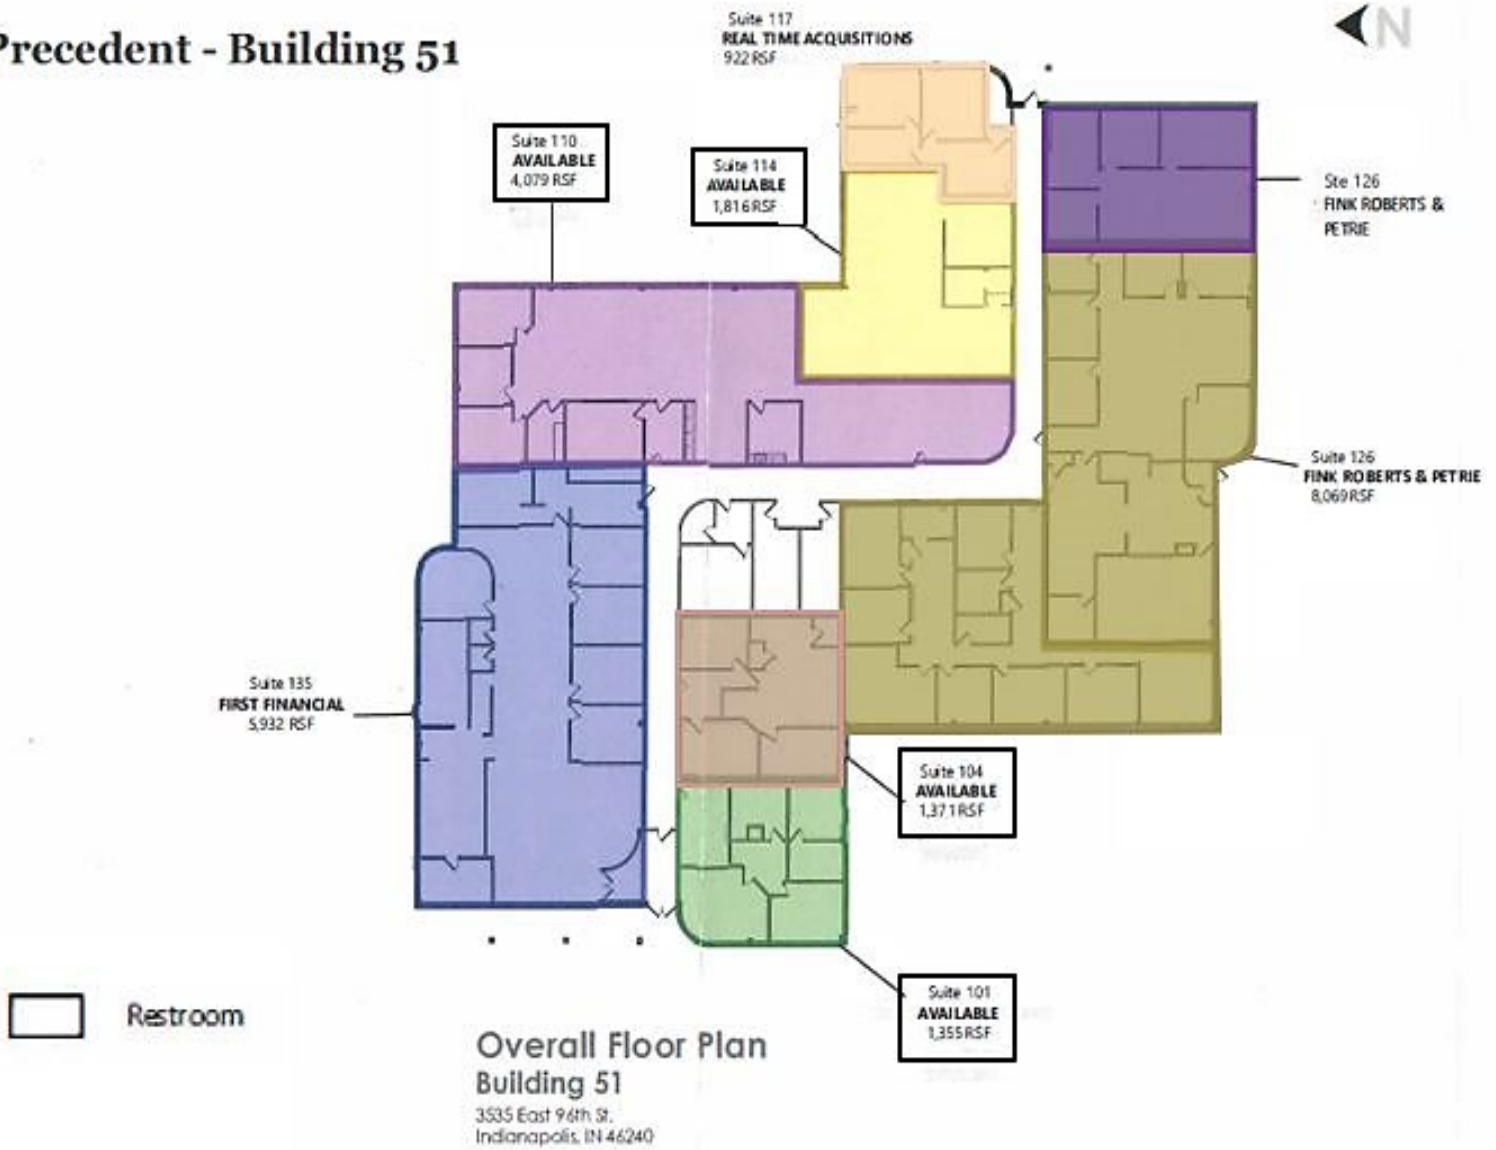 Precedent - Building 51
N
Suite 117
REAL TIME ACQUISITIONS
922 RSF
Suite 110
AVAILABLE
4,079 RSF
Suite 114
AVAILABLE
1,816 RSF
Ste 126
FINK ROBERTS &
PETRIE
Suite 126
FINK ROBERTS & PETRIE
8,069 RSF
Suite 135
FIRST FINANCIAL
5,932 RSF
Suite 104
AVAILABLE
1,371 RSF
Suite 101
AVAILABLE
1,355 RSF
Restroom
Overall Floor Plan
Building 51
3535 East 96th St.
Indianapolis, IN 46240